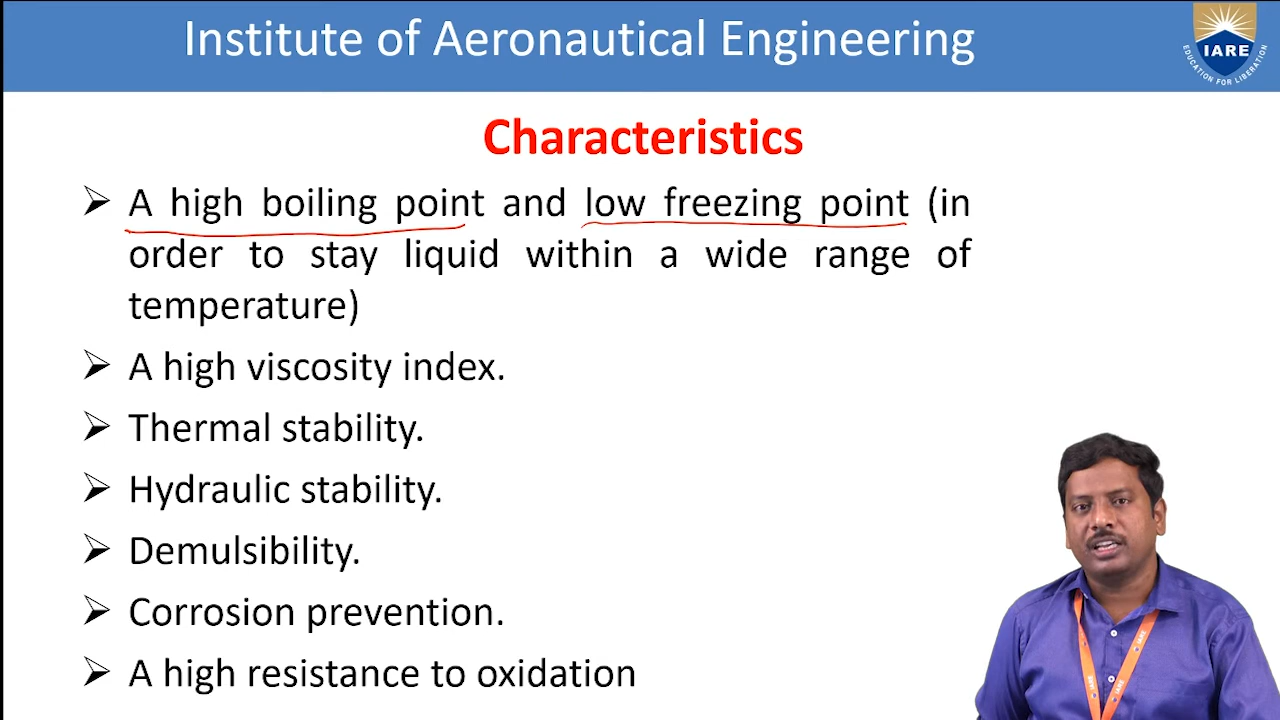 Institute of Aeronautical Engineering
IARE
EDUCATION FOR LIBERATION
Characteristics
➢ A high boiling point and low freezing point (in
order to stay liquid within a wide range of
temperature)
➢ A high viscosity index.
➢ Thermal stability.
➢ Hydraulic stability.
➢ Demulsibility.
➢ Corrosion prevention.
➢ A high resistance to oxidation
IARE
IARE